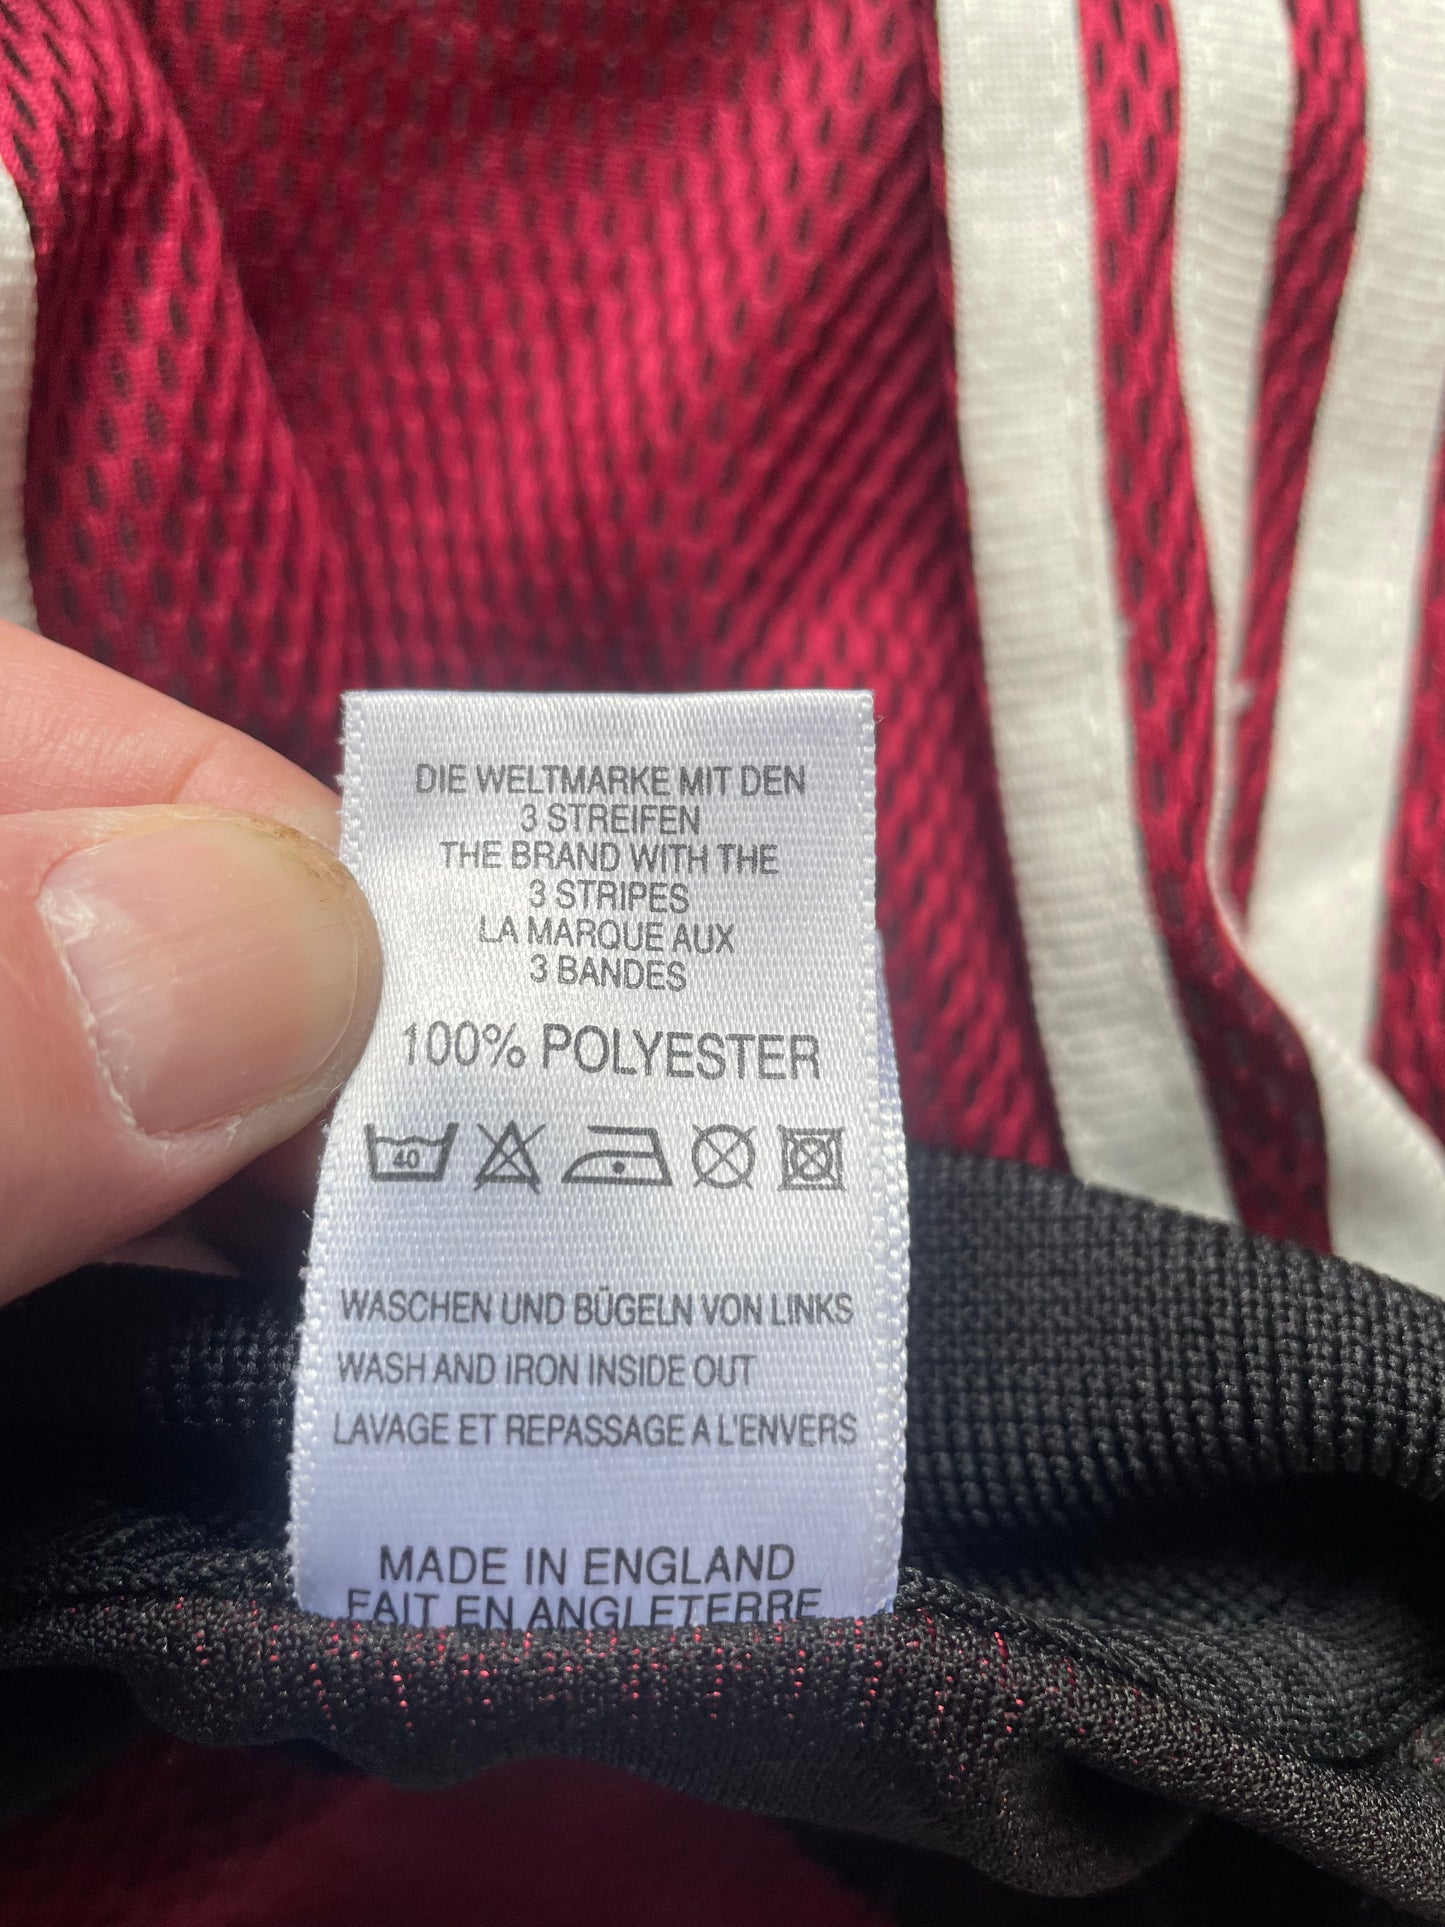 DIE WELTMARKE MIT DEN
3 STREIFEN
THE BRAND WITH THE
3 STRIPES
LA MARQUE AUX
3 BANDES
100% POLYESTER
40
WASCHEN UND BÜGELN VON LINKS
WASH AND IRON INSIDE OUT
LAVAGE ET REPASSAGE A L'ENVERS
MADE IN ENGLAND
FAIT EN ANGLETERRE